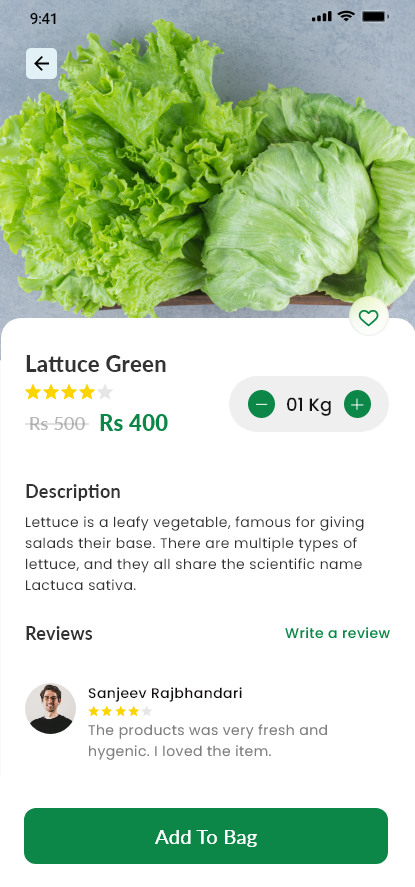 9:41
Lattuce Green
Rs 500 Rs 400
01 Kg
Description
Lettuce is a leafy vegetable, famous for giving
salads their base. There are multiple types of
lettuce, and they all share the scientific name
Lactuca sativa.
Reviews
Write a review
Sanjeev Rajbhandari
The products was very fresh and
hygenic. I loved the item.
Add To Bag